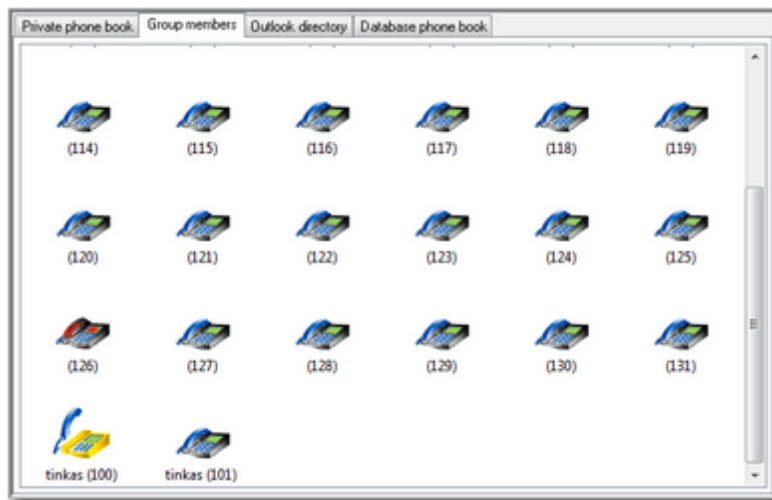 Private phone book Group members Outlook directory Database phone book
(114) (115) (116) (117) (118) (119)
(120) (121) (122) (123) (124) (125)
(126) (127) (128) (129) (130) (131)
tinkas (100) tinkas (101)